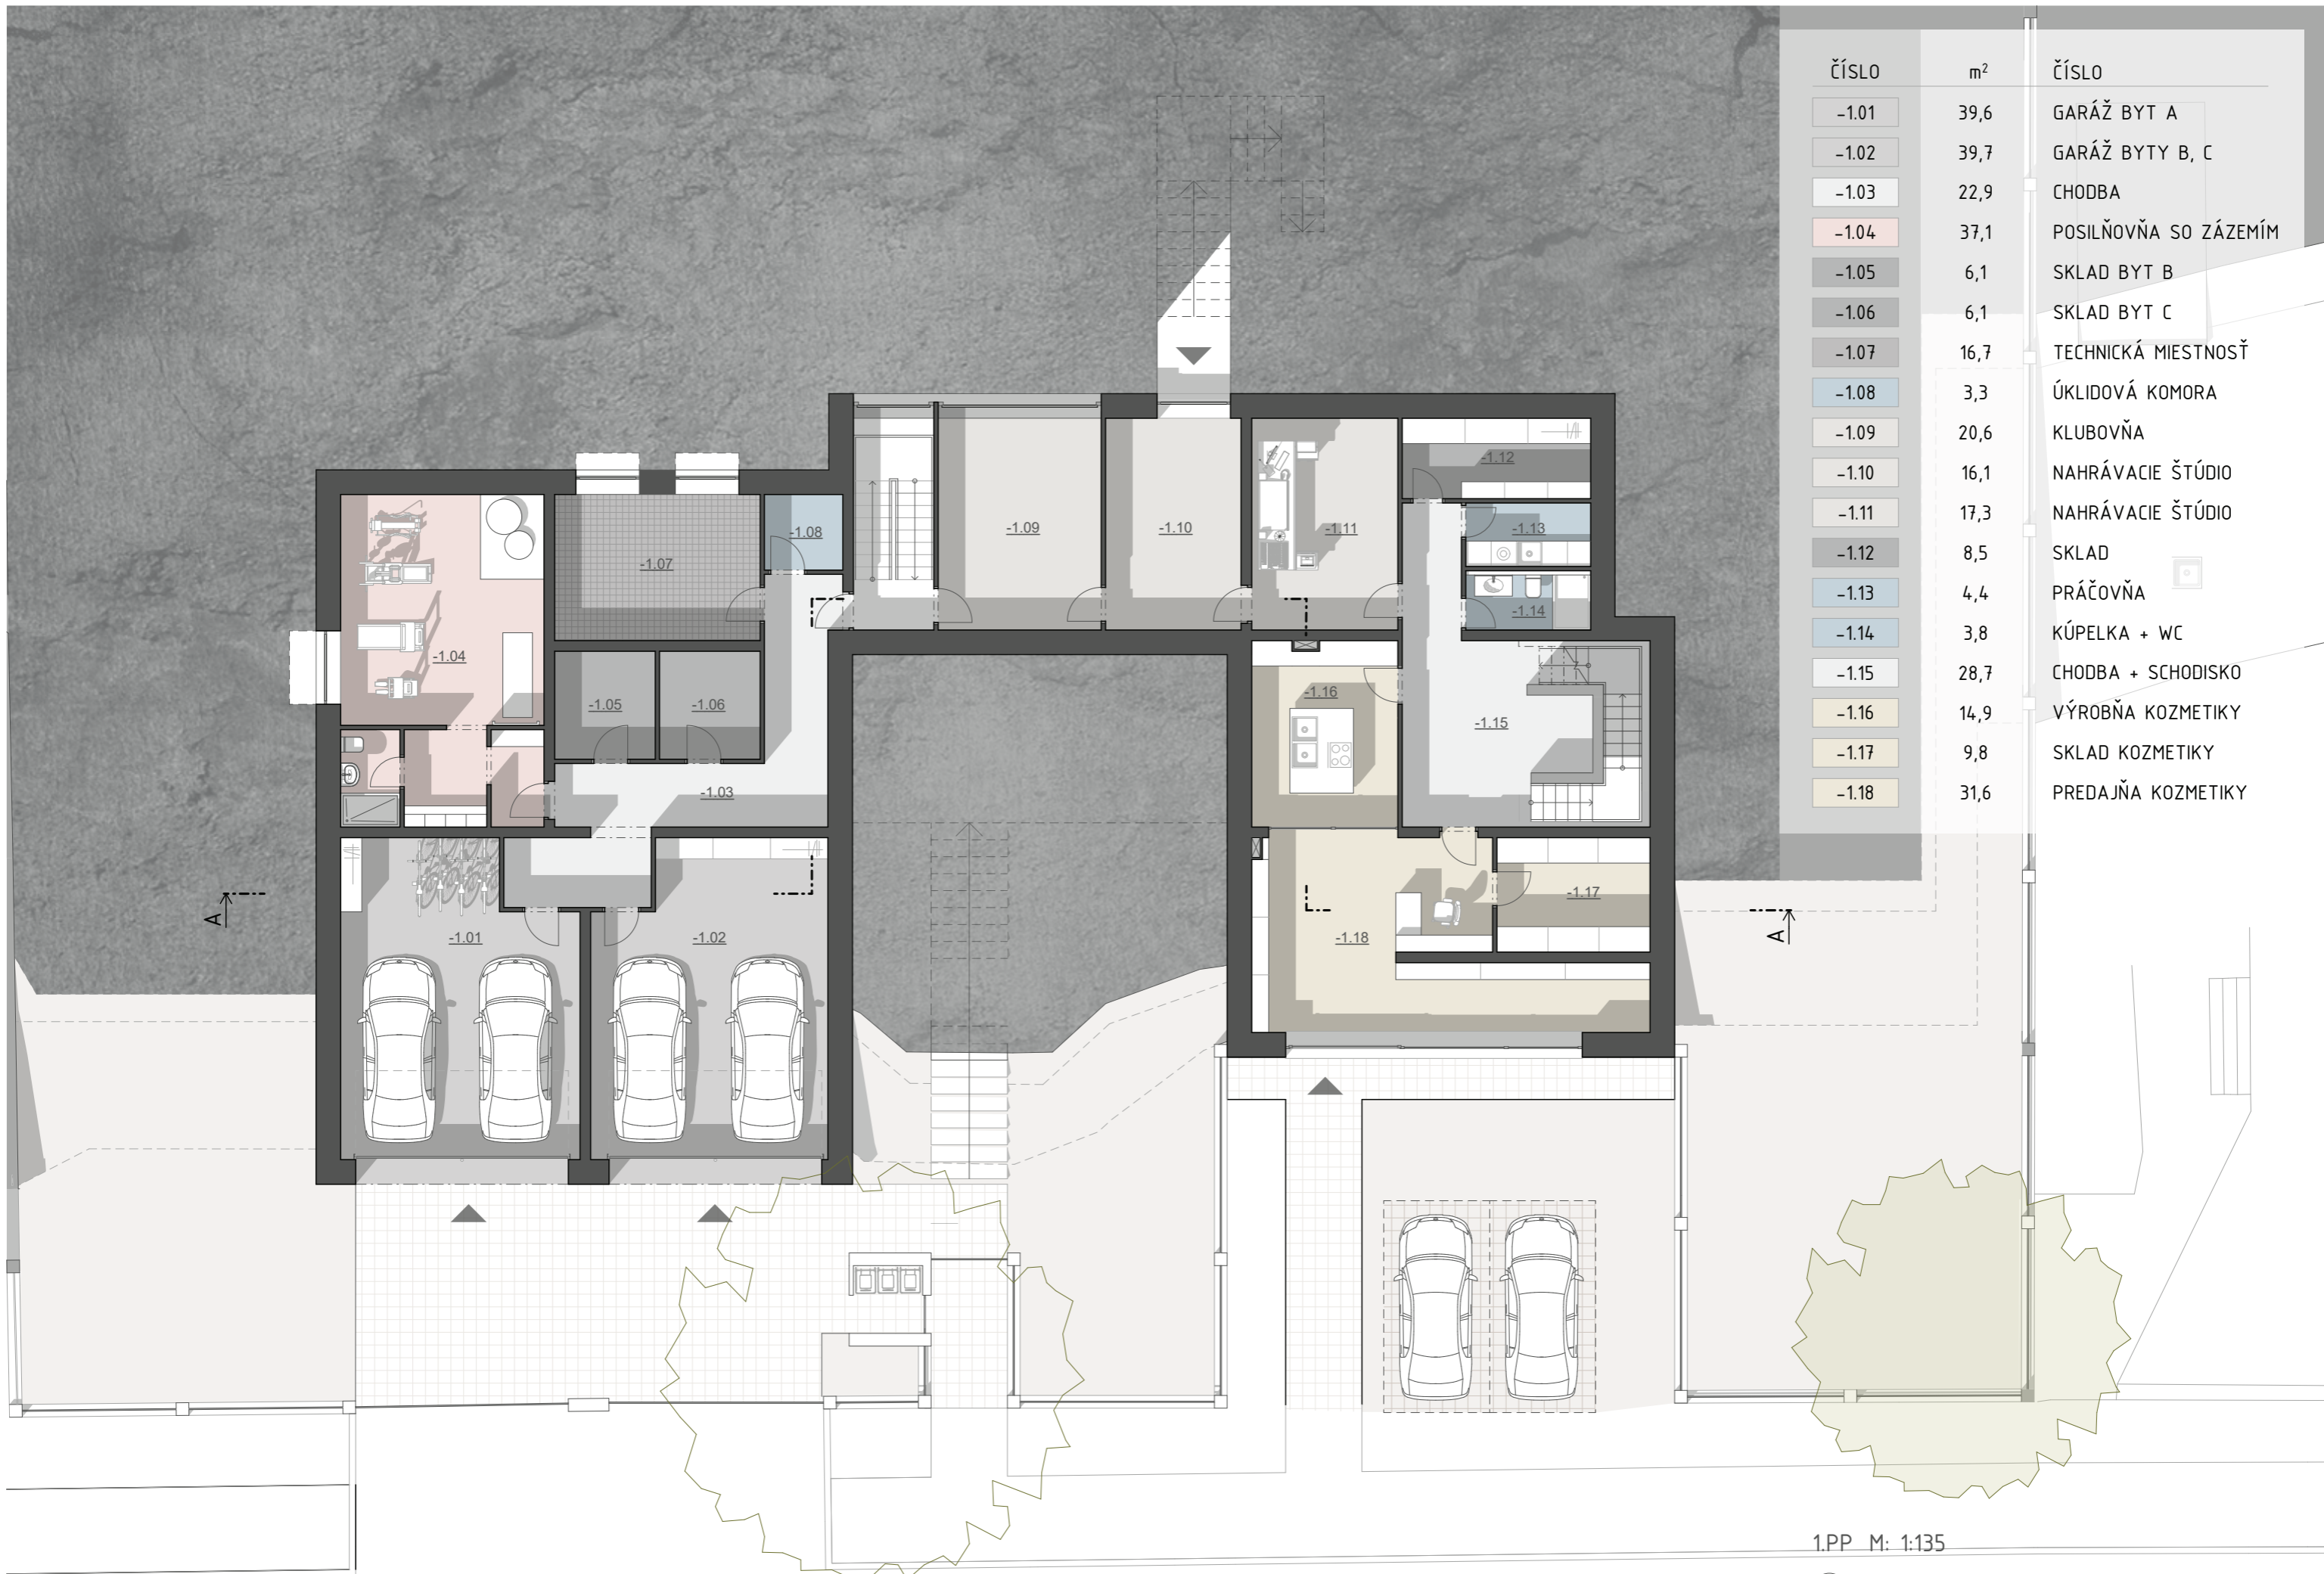 ČÍSLO m² ČÍSLO
-1.01 39,6 GARÁŽ BYT A
-1.02 39,7 GARÁŽ BYTY B, C
-1.03 22,9 CHODBA
-1.04 37,1 POSILŇOVŇA SO ZÁZEMÍM
-1.05 6,1 SKLAD BYT B
-1.06 6,1 SKLAD BYT C
-1.07 16,7 TECHNICKÁ MIESTNOSŤ
-1.08 3,3 ÚKLIDOVÁ KOMORA
-1.09 20,6 KLUBOVŇA
-1.10 16,1 NAHRÁVACIE ŠTÚDIO
-1.11 17,3 NAHRÁVACIE ŠTÚDIO
-1.12 8,5 SKLAD
-1.13 4,4 PRÁČOVŇA
-1.14 3,8 KÚPELKA + WC
-1.15 28,7 CHODBA + SCHODISKO
-1.16 14,9 VÝROBŇA KOZMETIKY
-1.17 9,8 SKLAD KOZMETIKY
-1.18 31,6 PREDAJŇA KOZMETIKY
-1.12
-1.08
-1.09
-1.10
-1.11
-1.13
-1.07
-1.14
-1.04
-1.05
-1.06
-1.16
-1.15
-1.03
-1.17
A
-1.01
-1.02
-1.18
A
1.PP M: 1:135